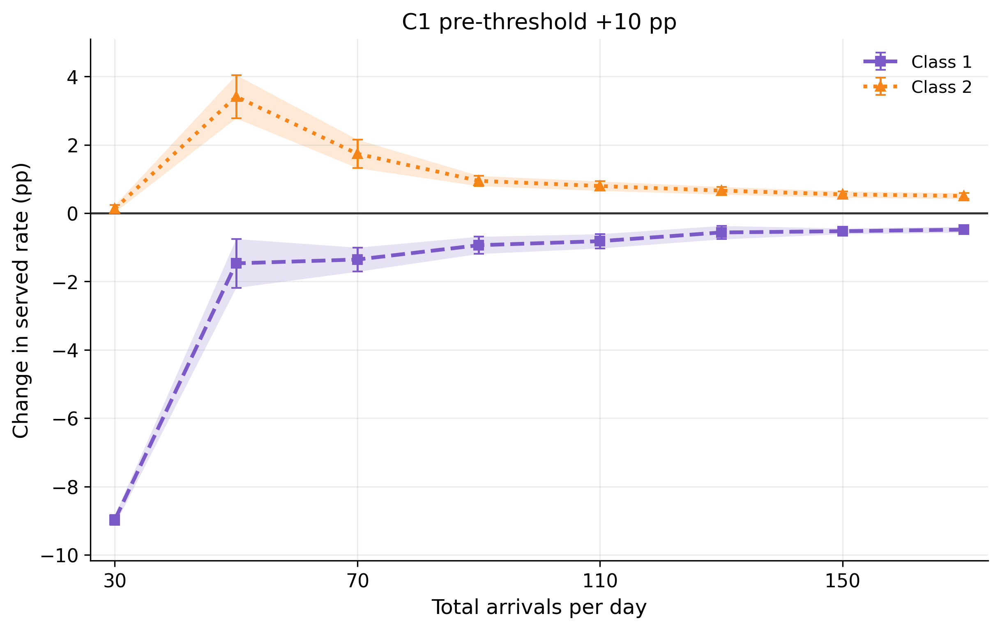 C1 pre-threshold +10 pp
Class 1
Class 2
Change in served rate (pp)
4
2
0
−2
−4
−6
−8
−10
30 70 110 150
Total arrivals per day